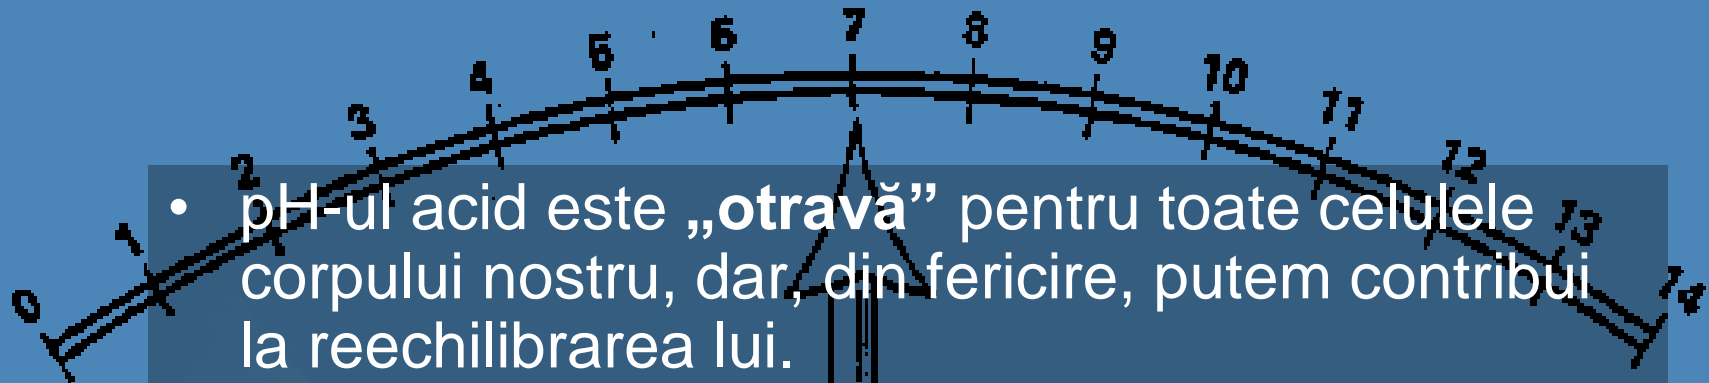 0 1 2 3 4 5 6 7 8 9 10 11 12 13 14
• pH-ul acid este „otravă” pentru toate celulele
corpului nostru, dar, din fericire, putem contribui
la reechilibrarea lui.